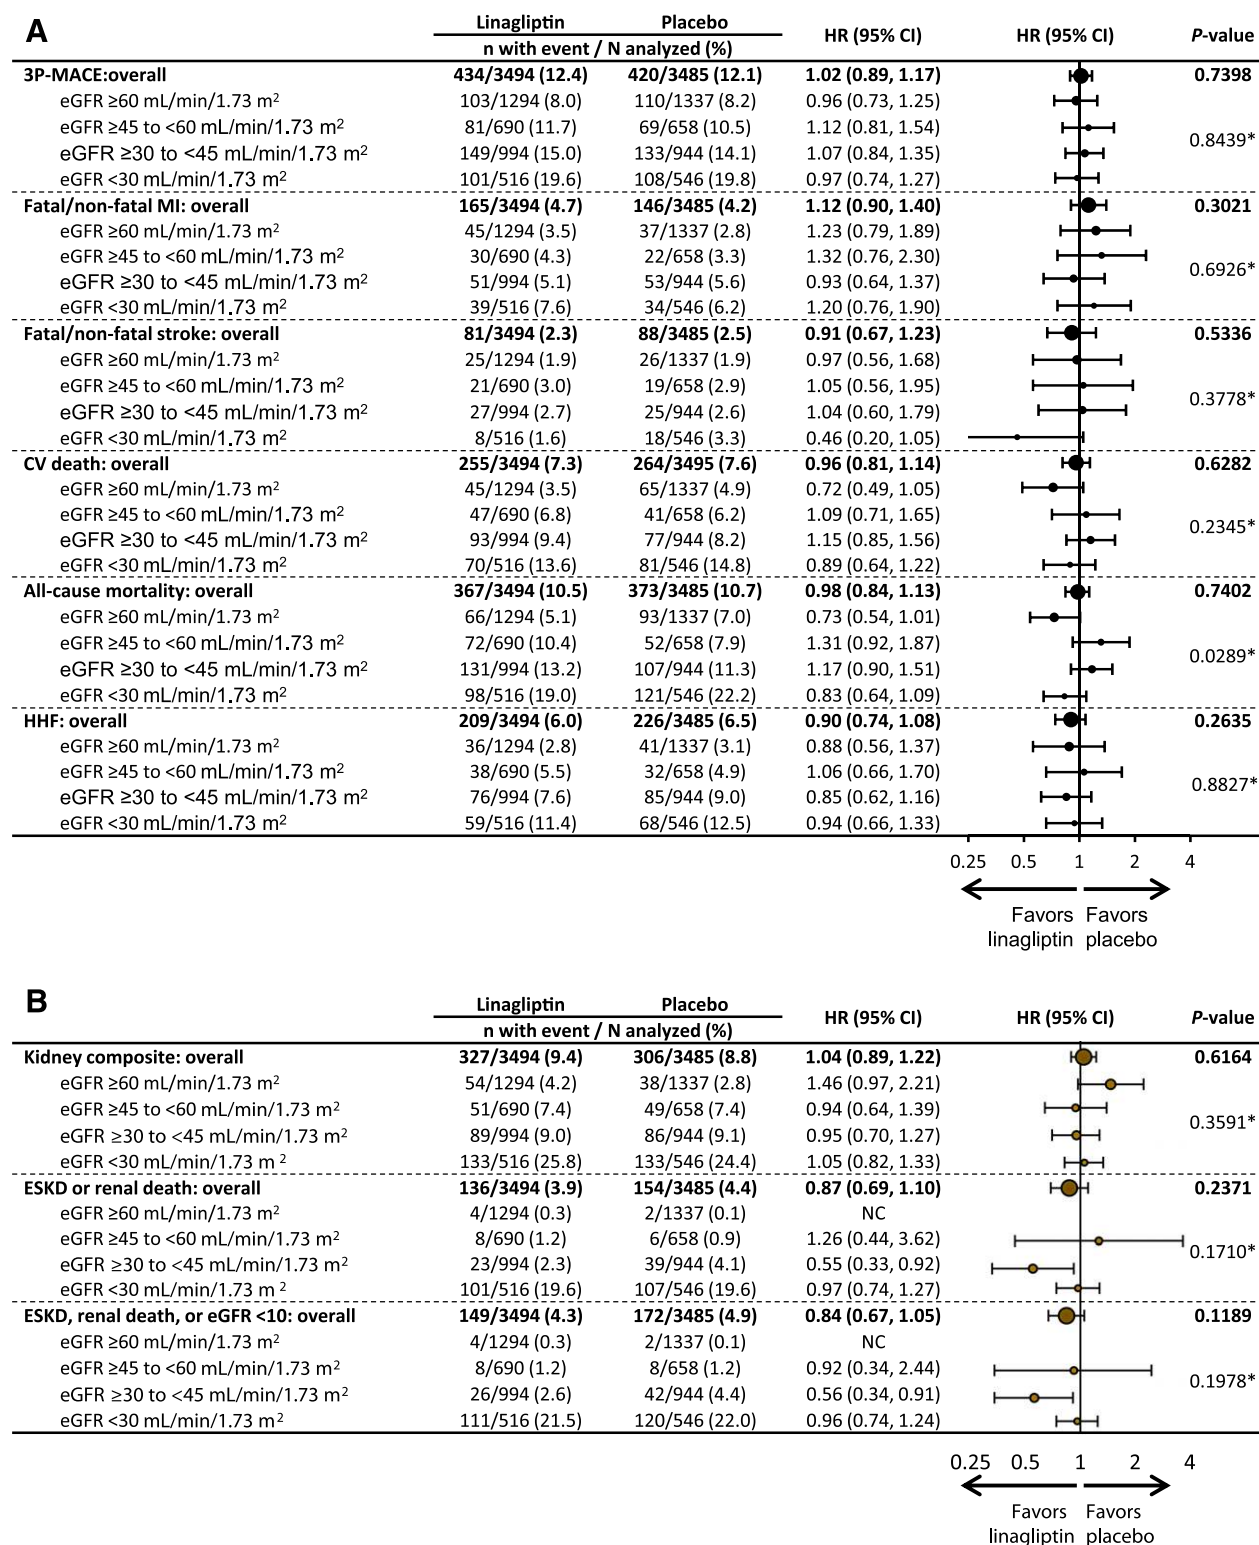 A
Linagliptin Placebo HR (95% CI) HR (95% CI) P-value
n with event / N analyzed (%)
3P-MACE:overall 434/3494 (12.4) 420/3485 (12.1) 1.02 (0.89, 1.17) 0.7398
eGFR ≥60 mL/min/1.73 m² 103/1294 (8.0) 110/1337 (8.2) 0.96 (0.73, 1.25)
eGFR ≥45 to <60 mL/min/1.73 m² 81/690 (11.7) 69/658 (10.5) 1.12 (0.81, 1.54)
0.8439*
eGFR ≥30 to <45 mL/min/1.73 m² 149/994 (15.0) 133/944 (14.1) 1.07 (0.84, 1.35)
eGFR <30 mL/min/1.73 m² 101/516 (19.6) 108/546 (19.8) 0.97 (0.74, 1.27)
Fatal/non-fatal MI: overall 165/3494 (4.7) 146/3485 (4.2) 1.12 (0.90, 1.40) 0.3021
eGFR ≥60 mL/min/1.73 m² 45/1294 (3.5) 37/1337 (2.8) 1.23 (0.79, 1.89)
eGFR ≥45 to <60 mL/min/1.73 m² 30/690 (4.3) 22/658 (3.3) 1.32 (0.76, 2.30)
0.6926*
eGFR ≥30 to <45 mL/min/1.73 m² 51/994 (5.1) 53/944 (5.6) 0.93 (0.64, 1.37)
eGFR <30 mL/min/1.73 m² 39/516 (7.6) 34/546 (6.2) 1.20 (0.76, 1.90)
Fatal/non-fatal stroke: overall 81/3494 (2.3) 88/3485 (2.5) 0.91 (0.67, 1.23) 0.5336
eGFR ≥60 mL/min/1.73 m² 25/1294 (1.9) 26/1337 (1.9) 0.97 (0.56, 1.68)
eGFR ≥45 to <60 mL/min/1.73 m² 21/690 (3.0) 19/658 (2.9) 1.05 (0.56, 1.95)
0.3778*
eGFR ≥30 to <45 mL/min/1.73 m² 27/994 (2.7) 25/944 (2.6) 1.04 (0.60, 1.79)
eGFR <30 mL/min/1.73 m² 8/516 (1.6) 18/546 (3.3) 0.46 (0.20, 1.05)
CV death: overall 255/3494 (7.3) 264/3495 (7.6) 0.96 (0.81, 1.14) 0.6282
eGFR ≥60 mL/min/1.73 m² 45/1294 (3.5) 65/1337 (4.9) 0.72 (0.49, 1.05)
eGFR ≥45 to <60 mL/min/1.73 m² 47/690 (6.8) 41/658 (6.2) 1.09 (0.71, 1.65)
0.2345*
eGFR ≥30 to <45 mL/min/1.73 m² 93/994 (9.4) 77/944 (8.2) 1.15 (0.85, 1.56)
eGFR <30 mL/min/1.73 m² 70/516 (13.6) 81/546 (14.8) 0.89 (0.64, 1.22)
All-cause mortality: overall 367/3494 (10.5) 373/3485 (10.7) 0.98 (0.84, 1.13) 0.7402
eGFR ≥60 mL/min/1.73 m² 66/1294 (5.1) 93/1337 (7.0) 0.73 (0.54, 1.01)
eGFR ≥45 to <60 mL/min/1.73 m² 72/690 (10.4) 52/658 (7.9) 1.31 (0.92, 1.87)
0.0289*
eGFR ≥30 to <45 mL/min/1.73 m² 131/994 (13.2) 107/944 (11.3) 1.17 (0.90, 1.51)
eGFR <30 mL/min/1.73 m² 98/516 (19.0) 121/546 (22.2) 0.83 (0.64, 1.09)
HHF: overall 209/3494 (6.0) 226/3485 (6.5) 0.90 (0.74, 1.08) 0.2635
eGFR ≥60 mL/min/1.73 m² 36/1294 (2.8) 41/1337 (3.1) 0.88 (0.56, 1.37)
eGFR ≥45 to <60 mL/min/1.73 m² 38/690 (5.5) 32/658 (4.9) 1.06 (0.66, 1.70)
0.8827*
eGFR ≥30 to <45 mL/min/1.73 m² 76/994 (7.6) 85/944 (9.0) 0.85 (0.62, 1.16)
eGFR <30 mL/min/1.73 m² 59/516 (11.4) 68/546 (12.5) 0.94 (0.66, 1.33)
0.25 0.5 1 2 4
Favors Favors
linagliptin placebo
B
Linagliptin Placebo HR (95% CI) HR (95% CI) P-value
n with event / N analyzed (%)
Kidney composite: overall 327/3494 (9.4) 306/3485 (8.8) 1.04 (0.89, 1.22) 0.6164
eGFR ≥60 mL/min/1.73 m² 54/1294 (4.2) 38/1337 (2.8) 1.46 (0.97, 2.21)
eGFR ≥45 to <60 mL/min/1.73 m² 51/690 (7.4) 49/658 (7.4) 0.94 (0.64, 1.39)
0.3591*
eGFR ≥30 to <45 mL/min/1.73 m² 89/994 (9.0) 86/944 (9.1) 0.95 (0.70, 1.27)
eGFR <30 mL/min/1.73 m ² 133/516 (25.8) 133/546 (24.4) 1.05 (0.82, 1.33)
ESKD or renal death: overall 136/3494 (3.9) 154/3485 (4.4) 0.87 (0.69, 1.10) 0.2371
eGFR ≥60 mL/min/1.73 m² 4/1294 (0.3) 2/1337 (0.1) NC
eGFR ≥45 to <60 mL/min/1.73 m² 8/690 (1.2) 6/658 (0.9) 1.26 (0.44, 3.62)
0.1710*
eGFR ≥30 to <45 mL/min/1.73 m² 23/994 (2.3) 39/944 (4.1) 0.55 (0.33, 0.92)
eGFR <30 mL/min/1.73 m ² 101/516 (19.6) 107/546 (19.6) 0.97 (0.74, 1.27)
ESKD, renal death, or eGFR <10: overall 149/3494 (4.3) 172/3485 (4.9) 0.84 (0.67, 1.05) 0.1189
eGFR ≥60 mL/min/1.73 m² 4/1294 (0.3) 2/1337 (0.1) NC
eGFR ≥45 to <60 mL/min/1.73 m² 8/690 (1.2) 8/658 (1.2) 0.92 (0.34, 2.44)
0.1978*
eGFR ≥30 to <45 mL/min/1.73 m² 26/994 (2.6) 42/944 (4.4) 0.56 (0.34, 0.91)
eGFR <30 mL/min/1.73 m² 111/516 (21.5) 120/546 (22.0) 0.96 (0.74, 1.24)
0.25 0.5 1 2 4
Favors Favors
linagliptin placebo